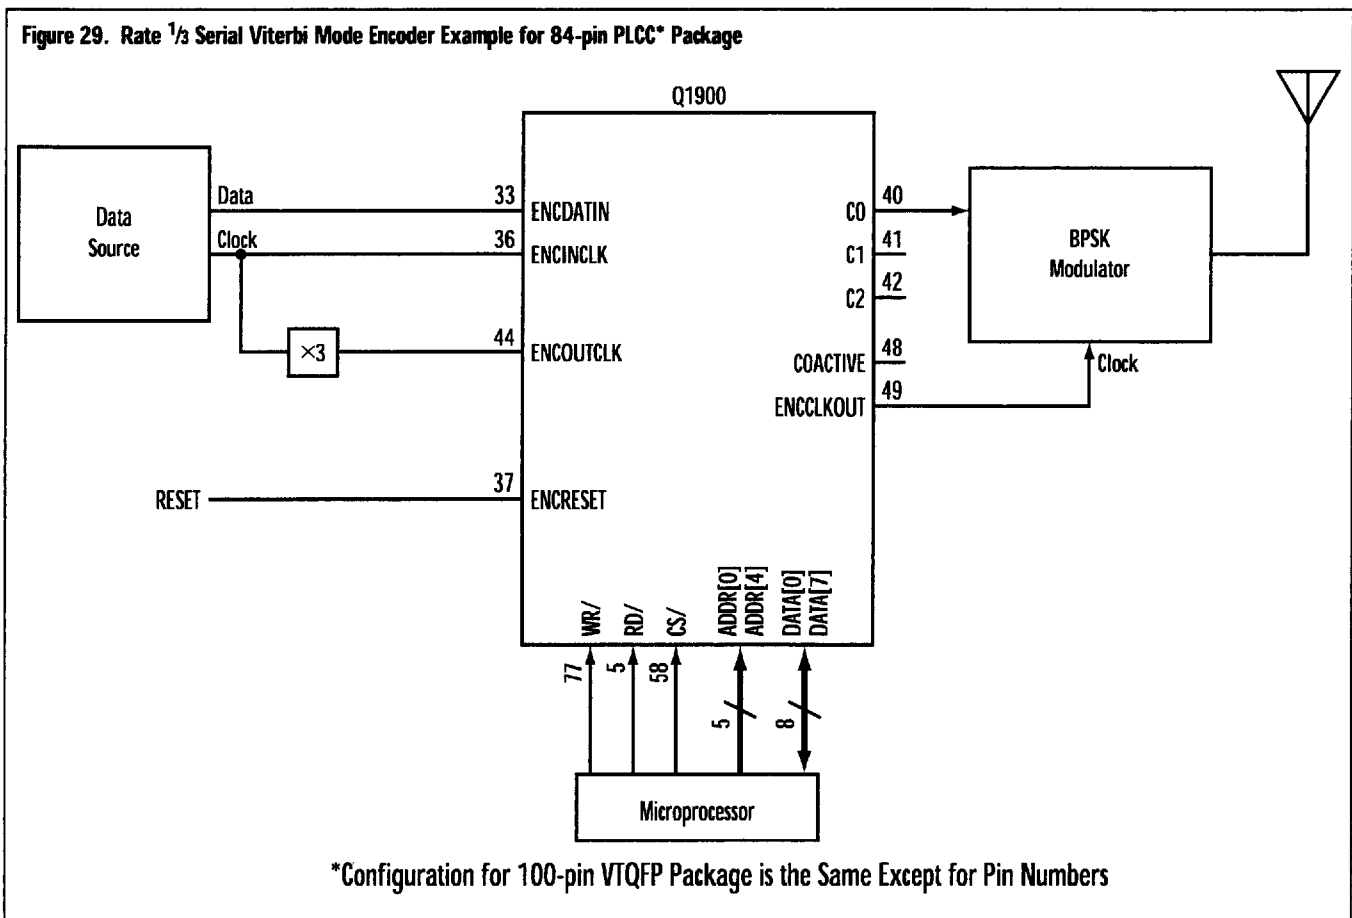 Figure 29. Rate 1/3 Serial Viterbi Mode Encoder Example for 84-pin PLCC* Package
Q1900
Data
Source
Data
Clock
×3
33
36
44
37
RESET
ENCDATIN
ENCINCLK
ENCOUTCLK
ENCRESET
C0
C1
C2
COACTIVE
ENCCLKOUT
40
41
42
48
49
BPSK
Modulator
Clock
WR/
RD/
CS/
ADDR[0]
ADDR[4]
DATA[0]
DATA[7]
77
5
58
5
8
Microprocessor
*Configuration for 100-pin VTQFP Package is the Same Except for Pin Numbers